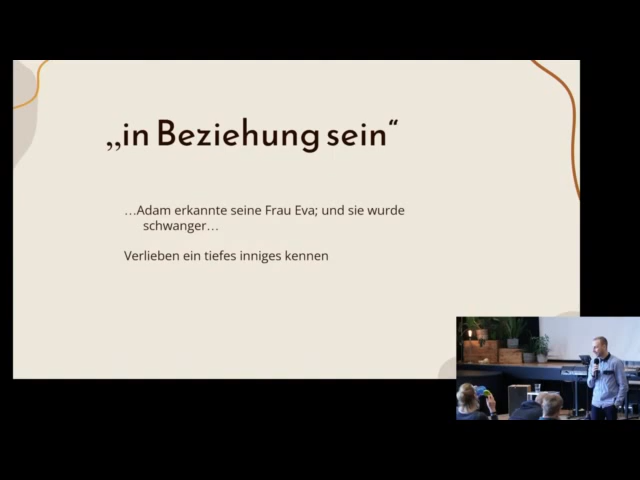 „in Beziehung sein“
…Adam erkannte seine Frau Eva; und sie wurde
schwanger…
Verlieben ein tiefes inniges kennen